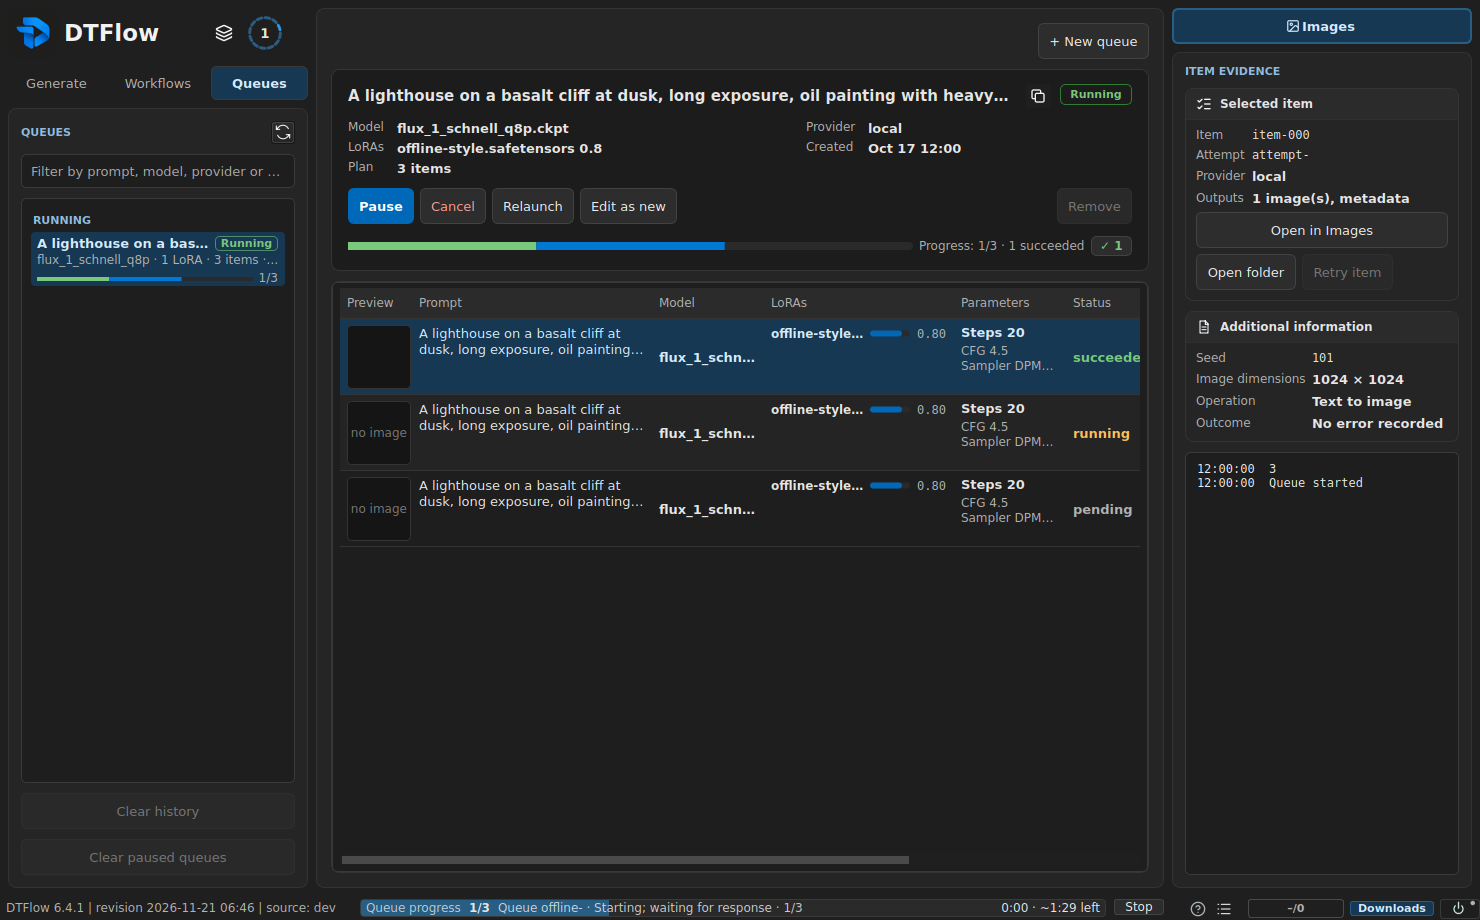 DTFlow
1
Generate
Workflows
Queues
QUEUES
Filter by prompt, model, provider or ...
RUNNING
A lighthouse on a bas... Running
flux_1_schnell_q8p · 1 LoRA · 3 items ·...
1/3
Clear history
Clear paused queues
+ New queue
A lighthouse on a basalt cliff at dusk, long exposure, oil painting with heavy...
Running
Model flux_1_schnell_q8p.ckpt
Provider local
LoRAs offline-style.safetensors 0.8
Created Oct 17 12:00
Plan 3 items
Pause
Cancel
Relaunch
Edit as new
Remove
Progress: 1/3 · 1 succeeded ✓ 1
Preview Prompt Model LoRAs Parameters Status
A lighthouse on a basalt cliff at
dusk, long exposure, oil painting...
flux_1_schn...
offline-style... 0.80
Steps 20
CFG 4.5
Sampler DPM...
succeede
no image
A lighthouse on a basalt cliff at
dusk, long exposure, oil painting...
flux_1_schn...
offline-style... 0.80
Steps 20
CFG 4.5
Sampler DPM...
running
no image
A lighthouse on a basalt cliff at
dusk, long exposure, oil painting...
flux_1_schn...
offline-style... 0.80
Steps 20
CFG 4.5
Sampler DPM...
pending
Images
ITEM EVIDENCE
Selected item
Item item-000
Attempt attempt-
Provider local
Outputs 1 image(s), metadata
Open in Images
Open folder
Retry item
Additional information
Seed 101
Image dimensions 1024 × 1024
Operation Text to image
Outcome No error recorded
12:00:00 3
12:00:00 Queue started
DTFlow 6.4.1 | revision 2026-11-21 06:46 | source: dev
Queue progress 1/3 Queue offline- · Starting; waiting for response · 1/3
0:00 · ~1:29 left
Stop
-/0
Downloads